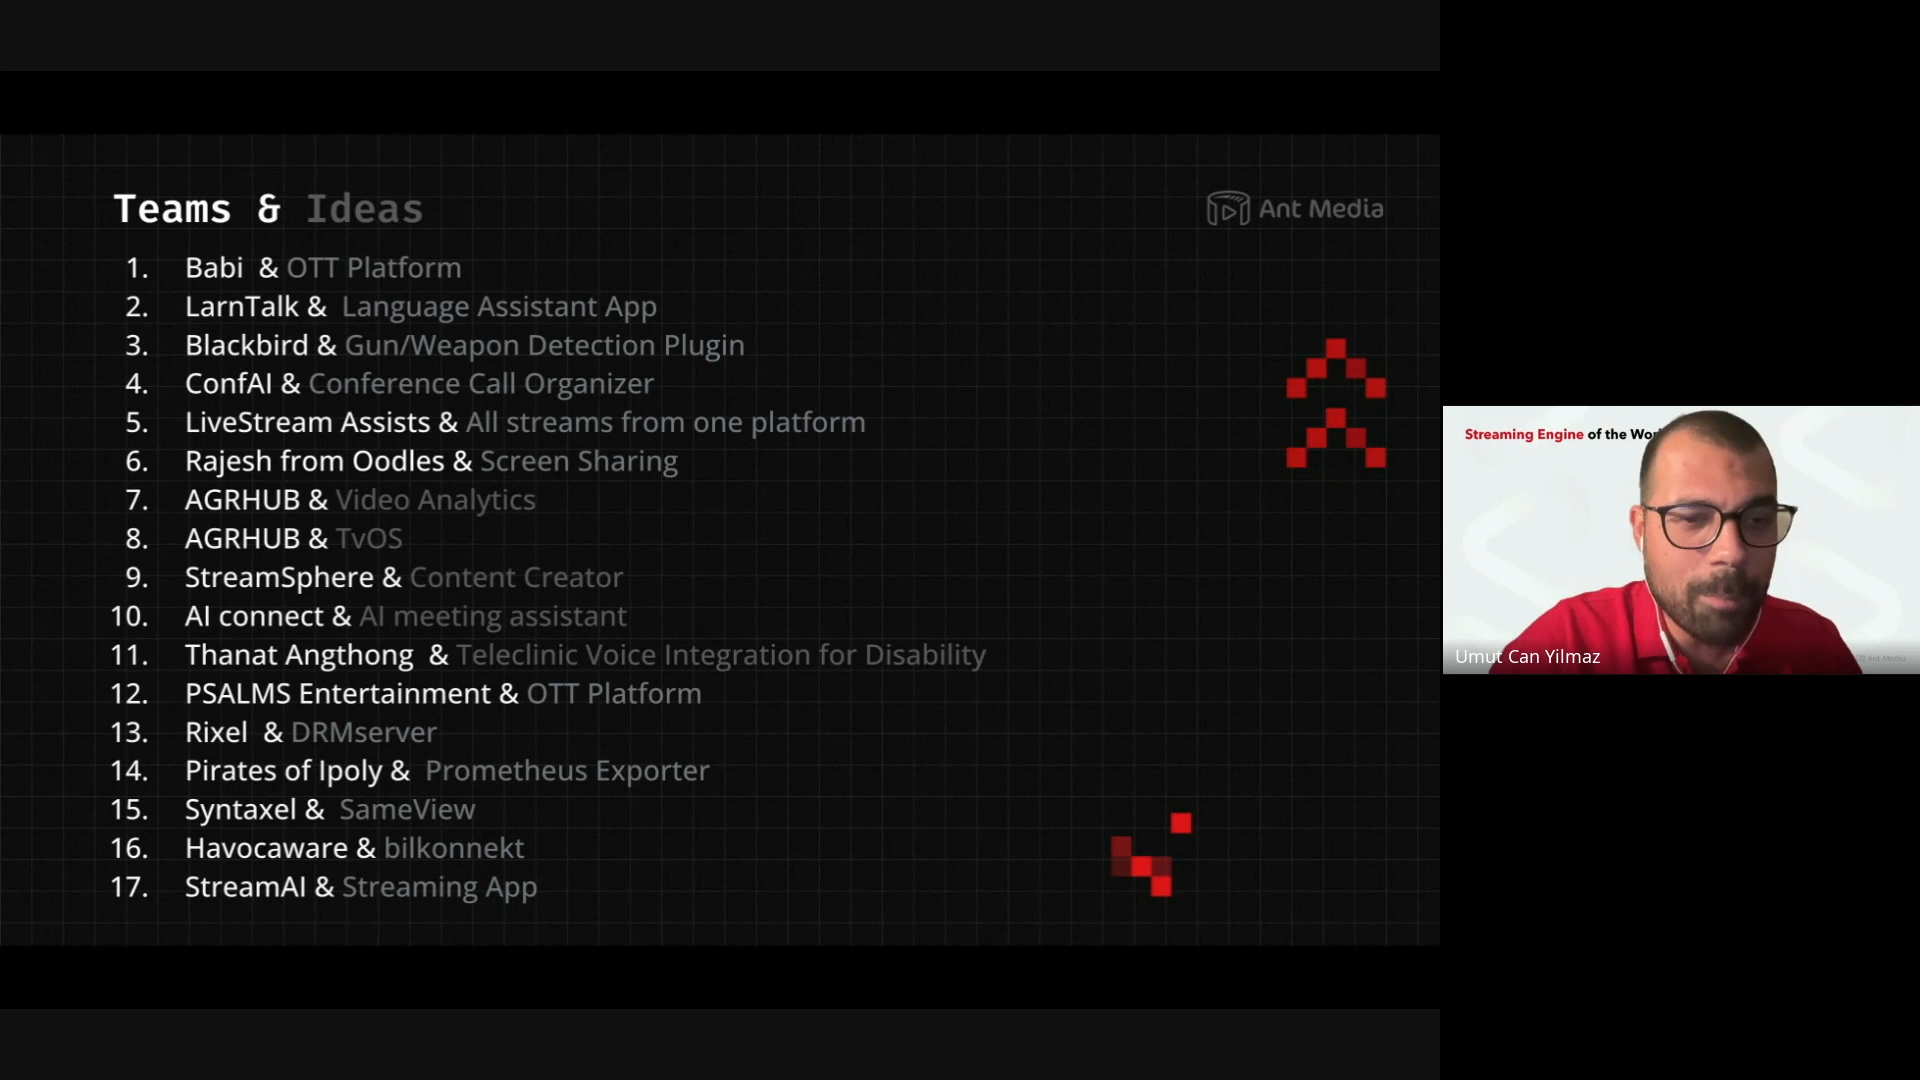 Teams & Ideas
Ant Media
1. Babi & OTT Platform
2. LarnTalk & Language Assistant App
3. Blackbird & Gun/Weapon Detection Plugin
4. ConfAI & Conference Call Organizer
5. LiveStream Assists & All streams from one platform
6. Rajesh from Oodles & Screen Sharing
7. AGRHUB & Video Analytics
8. AGRHUB & TvOS
9. StreamSphere & Content Creator
10. AI connect & AI meeting assistant
11. Thanat Angthong & Teleclinic Voice Integration for Disability
12. PSALMS Entertainment & OTT Platform
13. Rixel & DRMserver
14. Pirates of Ipoly & Prometheus Exporter
15. Syntaxel & SameView
16. Havocaware & bilkonnekt
17. StreamAI & Streaming App
Streaming Engine of the
Umut Can Yilmaz
Ant Media